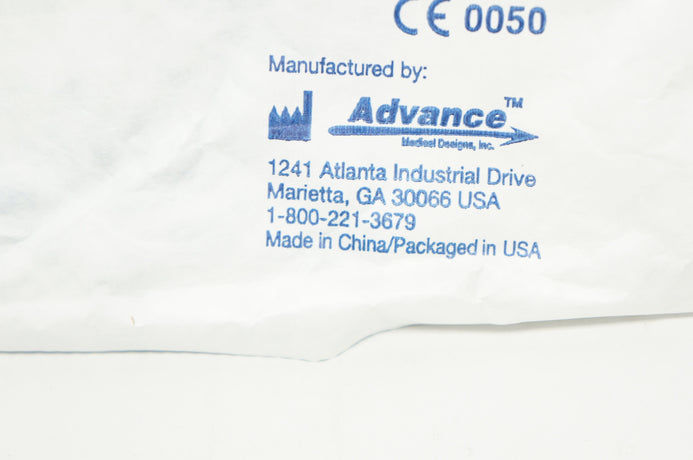 CE 0050
Manufactured by:
Advance™
Medical Designs, Inc.
1241 Atlanta Industrial Drive
Marietta, GA 30066 USA
1-800-221-3679
Made in China/Packaged in USA